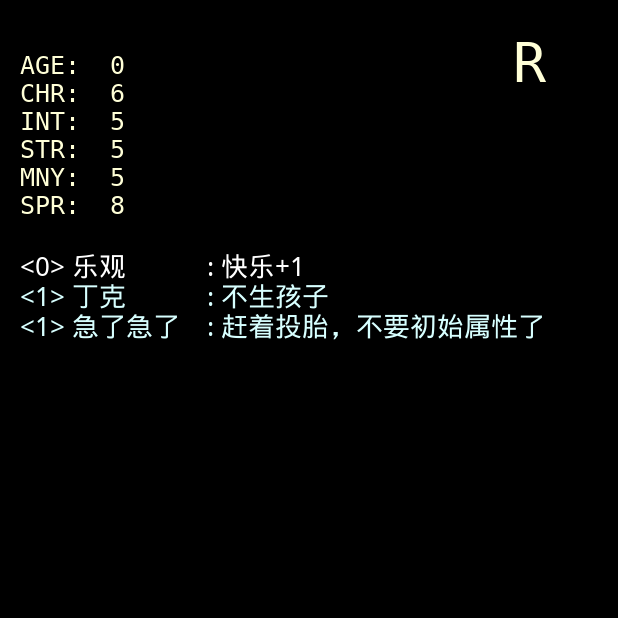 R
AGE: 0
CHR: 6
INT: 5
STR: 5
MNY: 5
SPR: 8
<0> 乐观 : 快乐+1
<1> 丁克 : 不生孩子
<1> 急了急了 : 赶着投胎，不要初始属性了